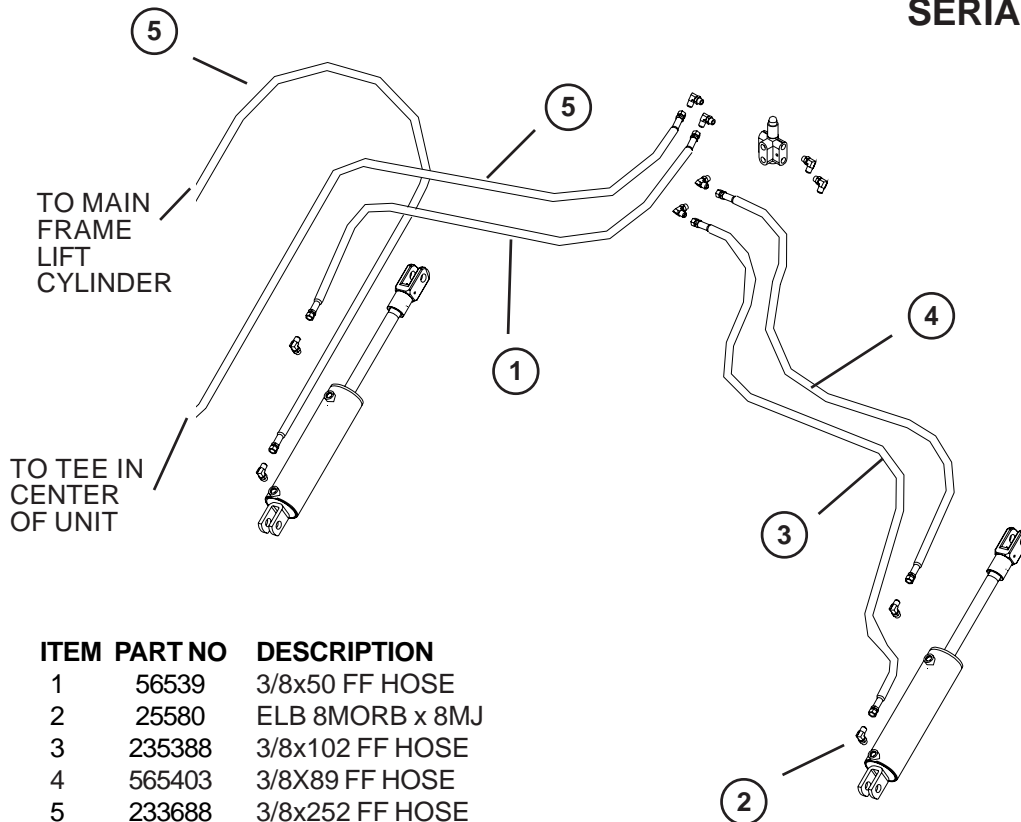 SERIA
5
5
TO MAIN
FRAME
LIFT
CYLINDER
4
1
TO TEE IN
CENTER
OF UNIT
3
ITEM PART NO DESCRIPTION
1 56539 3/8x50 FF HOSE
2 25580 ELB 8MORB x 8MJ
3 235388 3/8x102 FF HOSE
4 565403 3/8X89 FF HOSE
5 233688 3/8x252 FF HOSE
2